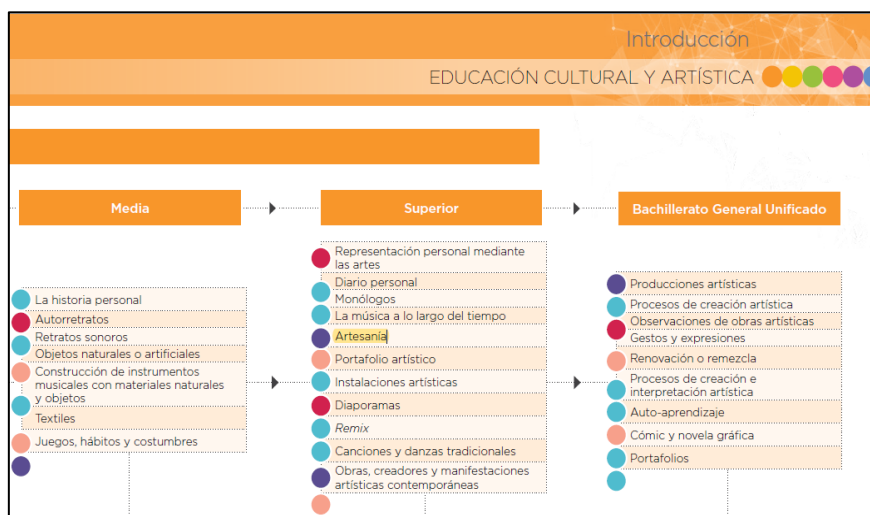 Introducción
EDUCACIÓN CULTURAL Y ARTÍSTICA
Media
Superior
Bachillerato General Unificado
La historia personal
Autorretratos
Retratos sonoros
Objetos naturales o artificiales
Construcción de instrumentos
musicales con materiales naturales
y objetos
Textiles
Juegos, hábitos y costumbres
Representación personal mediante
las artes
Diario personal
Monólogos
La música a lo largo del tiempo
Artesanía
Portafolio artístico
Instalaciones artísticas
Diaporamas
Remix
Canciones y danzas tradicionales
Obras, creadores y manifestaciones
artísticas contemporáneas
Producciones artísticas
Procesos de creación artística
Observaciones de obras artísticas
Gestos y expresiones
Renovación o remezcla
Procesos de creación e
interpretación artística
Auto-aprendizaje
Cómic y novela gráfica
Portafolios